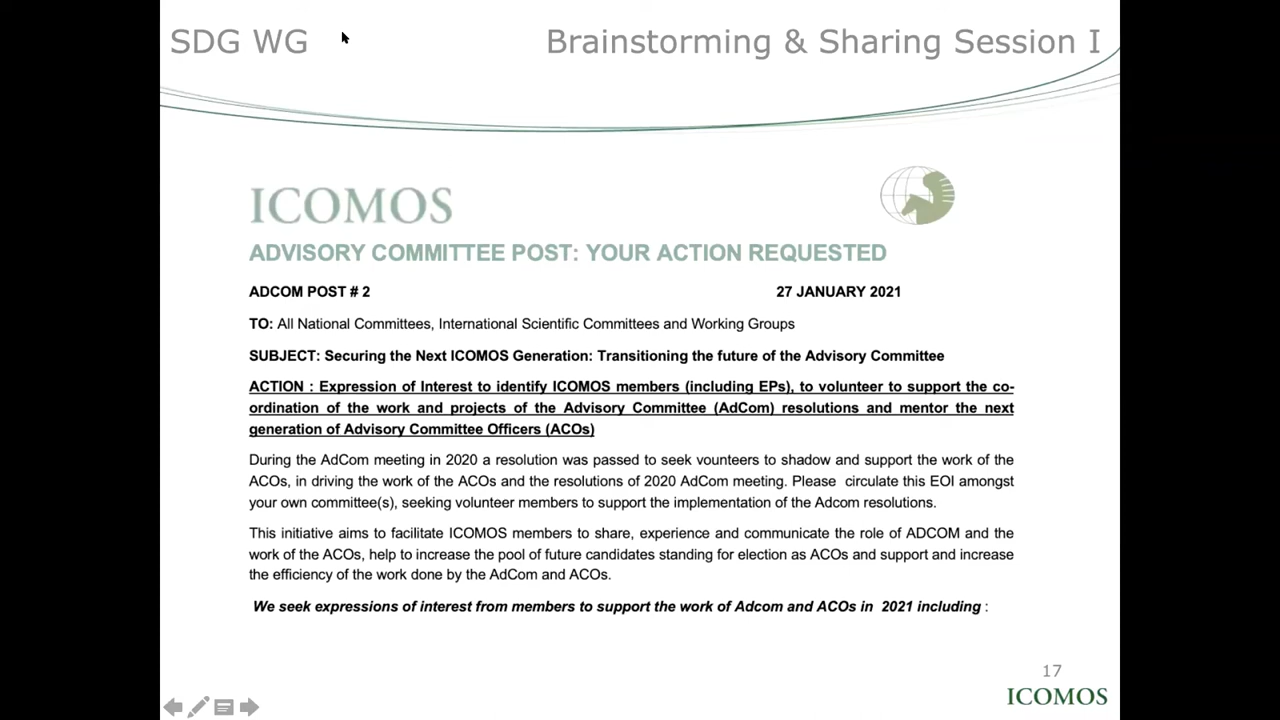 SDG WG Brainstorming & Sharing Session I
ICOMOS
ADVISORY COMMITTEE POST: YOUR ACTION REQUESTED
ADCOM POST # 2 27 JANUARY 2021
TO: All National Committees, International Scientific Committees and Working Groups
SUBJECT: Securing the Next ICOMOS Generation: Transitioning the future of the Advisory Committee
ACTION : Expression of Interest to identify ICOMOS members (including EPs), to volunteer to support the co-
ordination of the work and projects of the Advisory Committee (AdCom) resolutions and mentor the next
generation of Advisory Committee Officers (ACOs)
During the AdCom meeting in 2020 a resolution was passed to seek vounteers to shadow and support the work of the
ACOs, in driving the work of the ACOs and the resolutions of 2020 AdCom meeting. Please circulate this EOI amongst
your own committee(s), seeking volunteer members to support the implementation of the Adcom resolutions.
This initiative aims to facilitate ICOMOS members to share, experience and communicate the role of ADCOM and the
work of the ACOs, help to increase the pool of future candidates standing for election as ACOs and support and increase
the efficiency of the work done by the AdCom and ACOs.
We seek expressions of interest from members to support the work of Adcom and ACOs in 2021 including :
17
ICOMOS